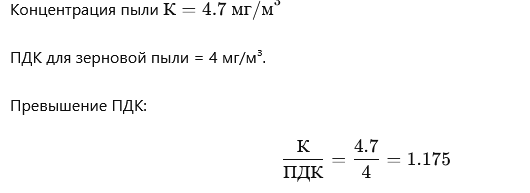 Концентрация пыли К = 4.7 мг/м³
ПДК для зерновой пыли = 4 мг/м³.
Превышение ПДК:
К/ПДК = 4.7/4 = 1.175